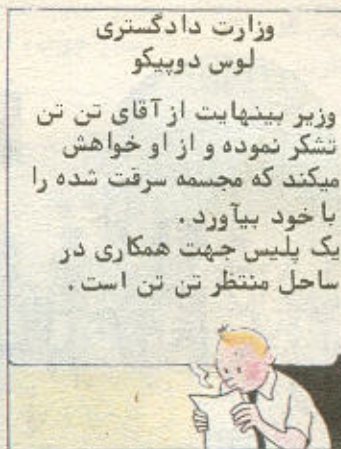 وزارت دادگستری
لوس دوپیکو
وزیر بینهایت از آقای تن تن
تشکر نموده و از او خواهش
میکند که مجسمه سرقت شده را
با خود بیآورد .
یک پلیس جهت همکاری در
ساحل منتظر تن تن است .